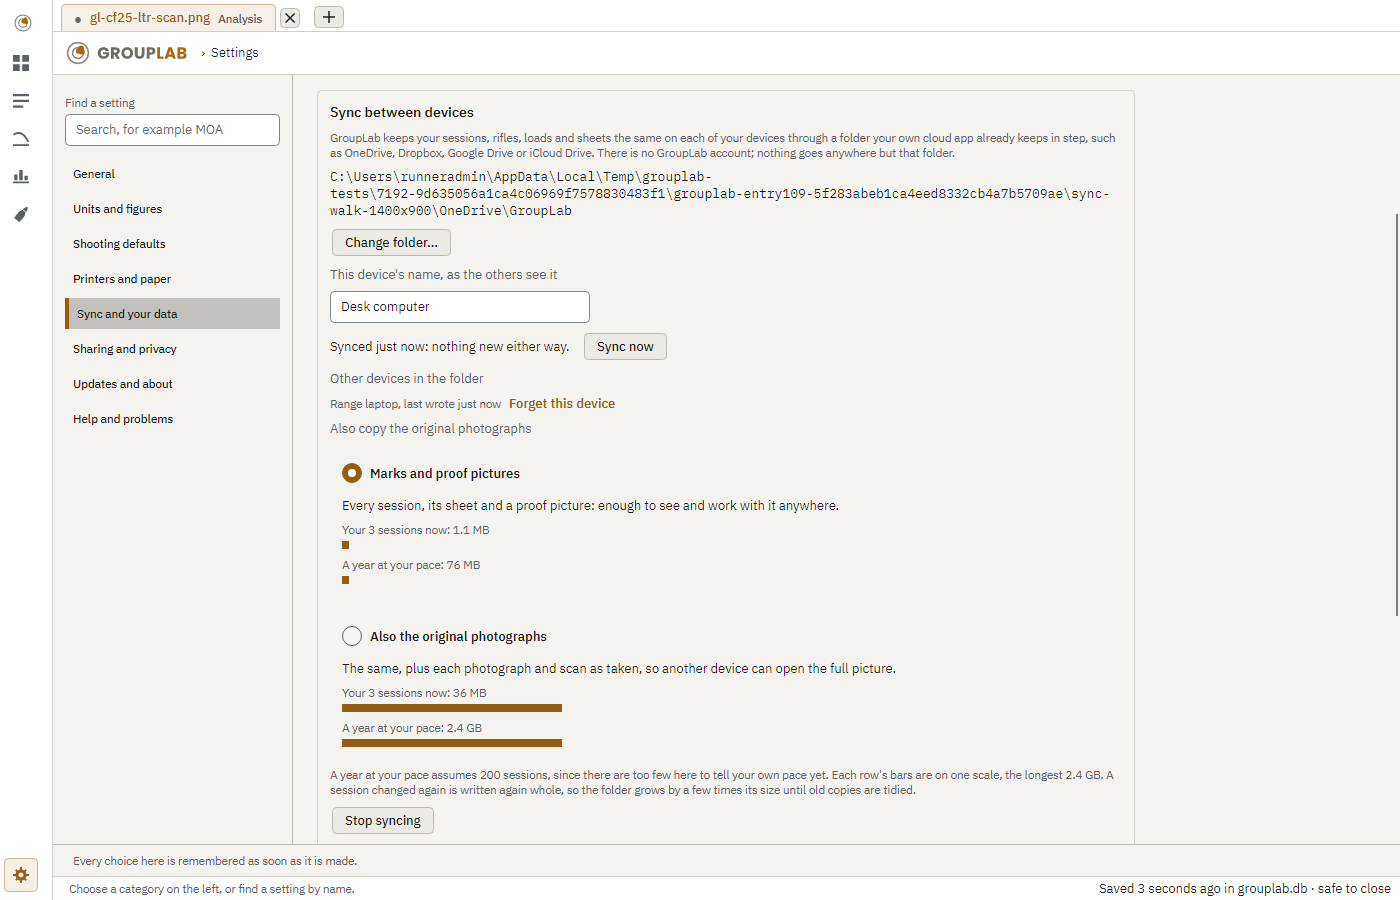 gl-cf25-ltr-scan.png Analysis
GROUPLAB › Settings
Find a setting
Search, for example MOA
General
Units and figures
Shooting defaults
Printers and paper
Sync and your data
Sharing and privacy
Updates and about
Help and problems
Sync between devices
GroupLab keeps your sessions, rifles, loads and sheets the same on each of your devices through a folder your own cloud app already keeps in step, such
as OneDrive, Dropbox, Google Drive or iCloud Drive. There is no GroupLab account; nothing goes anywhere but that folder.
C:\Users\runneradmin\AppData\Local\Temp\grouplab-
tests\7192-9d635056a1ca4c06969f7578830483f1\grouplab-entry109-5f283abeb1ca4eed8332cb4a7b5709ae\sync-
walk-1400x900\OneDrive\GroupLab
Change folder...
This device's name, as the others see it
Desk computer
Synced just now: nothing new either way. Sync now
Other devices in the folder
Range laptop, last wrote just now Forget this device
Also copy the original photographs
Marks and proof pictures
Every session, its sheet and a proof picture: enough to see and work with it anywhere.
Your 3 sessions now: 1.1 MB
A year at your pace: 76 MB
Also the original photographs
The same, plus each photograph and scan as taken, so another device can open the full picture.
Your 3 sessions now: 36 MB
A year at your pace: 2.4 GB
A year at your pace assumes 200 sessions, since there are too few here to tell your own pace yet. Each row's bars are on one scale, the longest 2.4 GB. A
session changed again is written again whole, so the folder grows by a few times its size until old copies are tidied.
Stop syncing
Every choice here is remembered as soon as it is made.
Choose a category on the left, or find a setting by name.
Saved 3 seconds ago in grouplab.db · safe to close